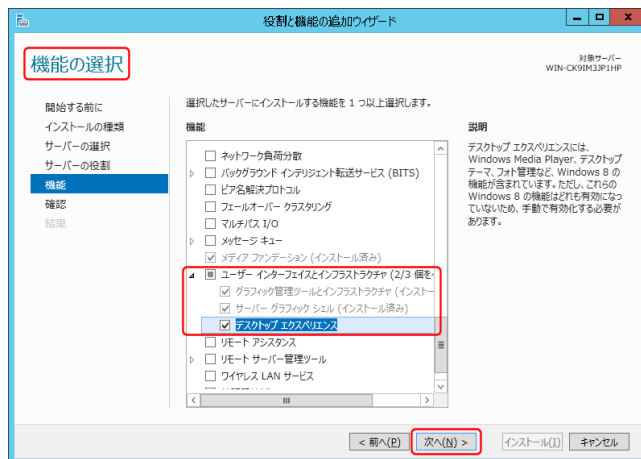 役割と機能の追加ウィザード
機能の選択
対象サーバー
WIN-CK9IM3JP1HP
開始する前に
インストールの種類
サーバーの選択
サーバーの役割
機能
確認
結果
選択したサーバーにインストールする機能を 1 つ以上選択します。
機能
ネットワーク負荷分散
バックグラウンド インテリジェント転送サービス (BITS)
ピア名解決プロトコル
フェールオーバー クラスタリング
マルチパス I/O
メッセージ キュー
メディア ファンデーション (インストール済み)
ユーザー インターフェイスとインフラストラクチャ (2/3 個を
グラフィック管理ツールとインフラストラクチャ (インストー
サーバー グラフィック シェル (インストール済み)
デスクトップ エクスペリエンス
リモート アシスタンス
リモート サーバー管理ツール
ワイヤレス LAN サービス
説明
デスクトップ エクスペリエンスには、
Windows Media Player、デスクトップ
テーマ、フォト管理など、Windows 8 の
機能が含まれています。ただし、これらの
Windows 8 の機能はどれも有効になっ
ていないため、手動で有効化する必要が
あります。
< 前へ(P)
次へ(N) >
インストール(I)
キャンセル